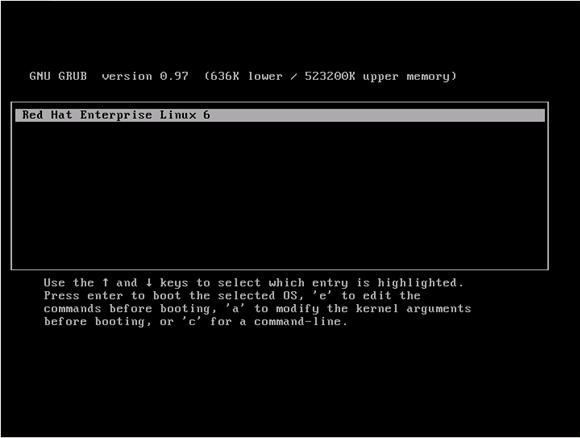 GNU GRUB version 0.97 (636K lower / 523200K upper memory)
Red Hat Enterprise Linux 6
Use the ↑ and ↓ keys to select which entry is highlighted.
Press enter to boot the selected OS, 'e' to edit the
commands before booting, 'a' to modify the kernel arguments
before booting, or 'c' for a command-line.